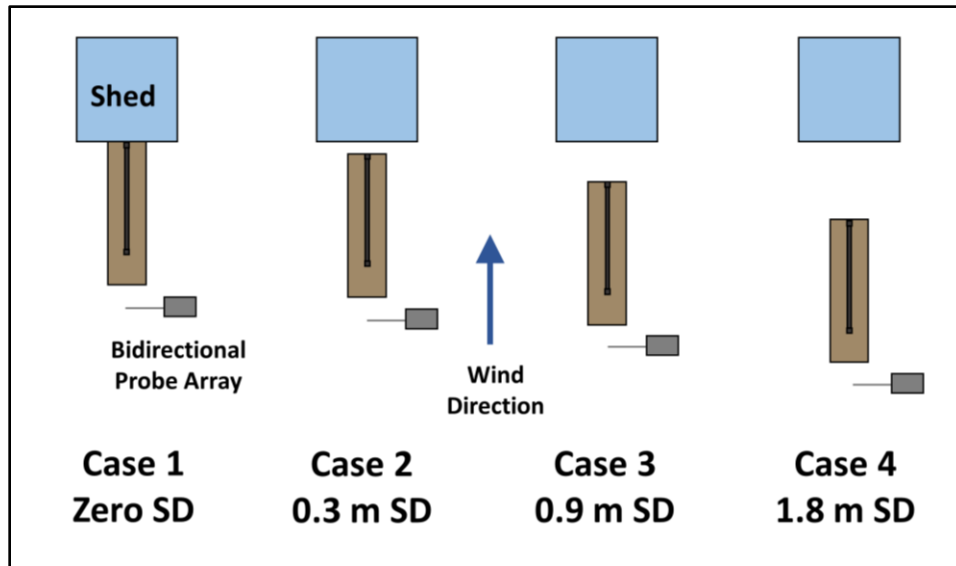 Shed
Bidirectional
Probe Array
Wind
Direction
Case 1
Zero SD
Case 2
0.3 m SD
Case 3
0.9 m SD
Case 4
1.8 m SD